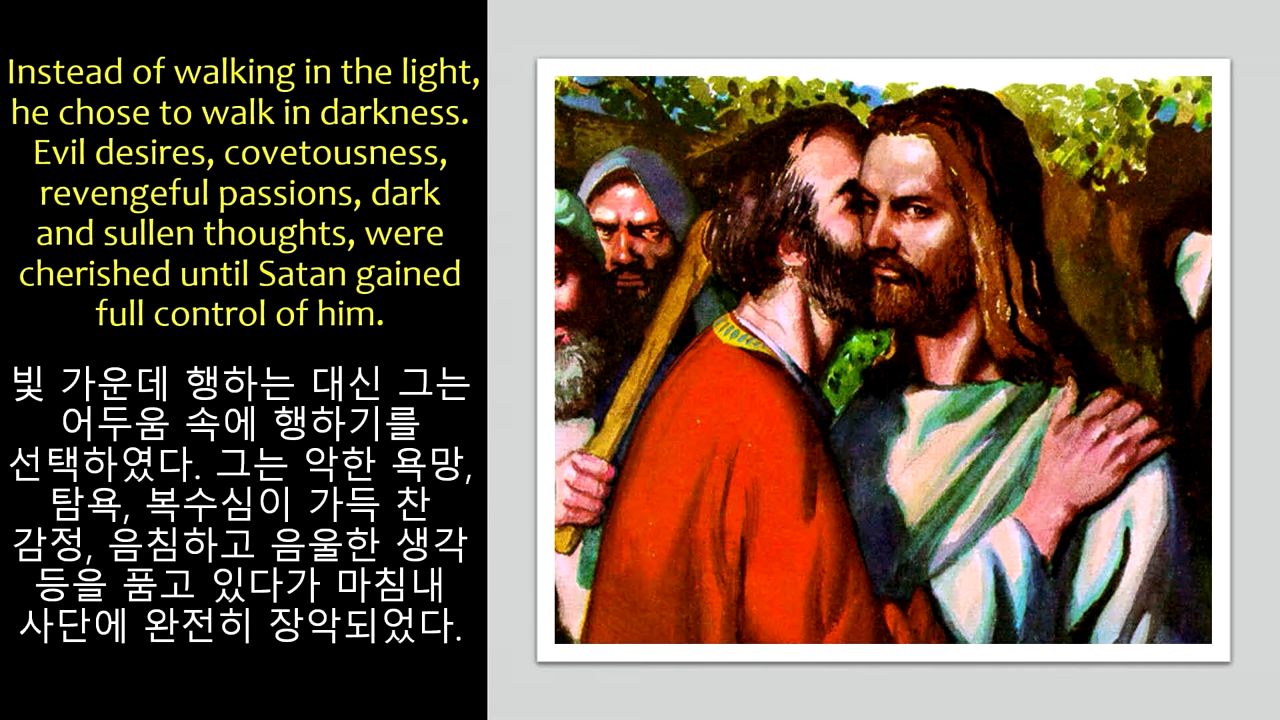 Instead of walking in the light,
he chose to walk in darkness.
Evil desires, covetousness,
revengeful passions, dark
and sullen thoughts, were
cherished until Satan gained
full control of him.
빛 가운데 행하는 대신 그는
어두움 속에 행하기를
선택하였다. 그는 악한 욕망,
탐욕, 복수심이 가득 찬
감정, 음침하고 음울한 생각
등을 품고 있다가 마침내
사단에 완전히 장악되었다.